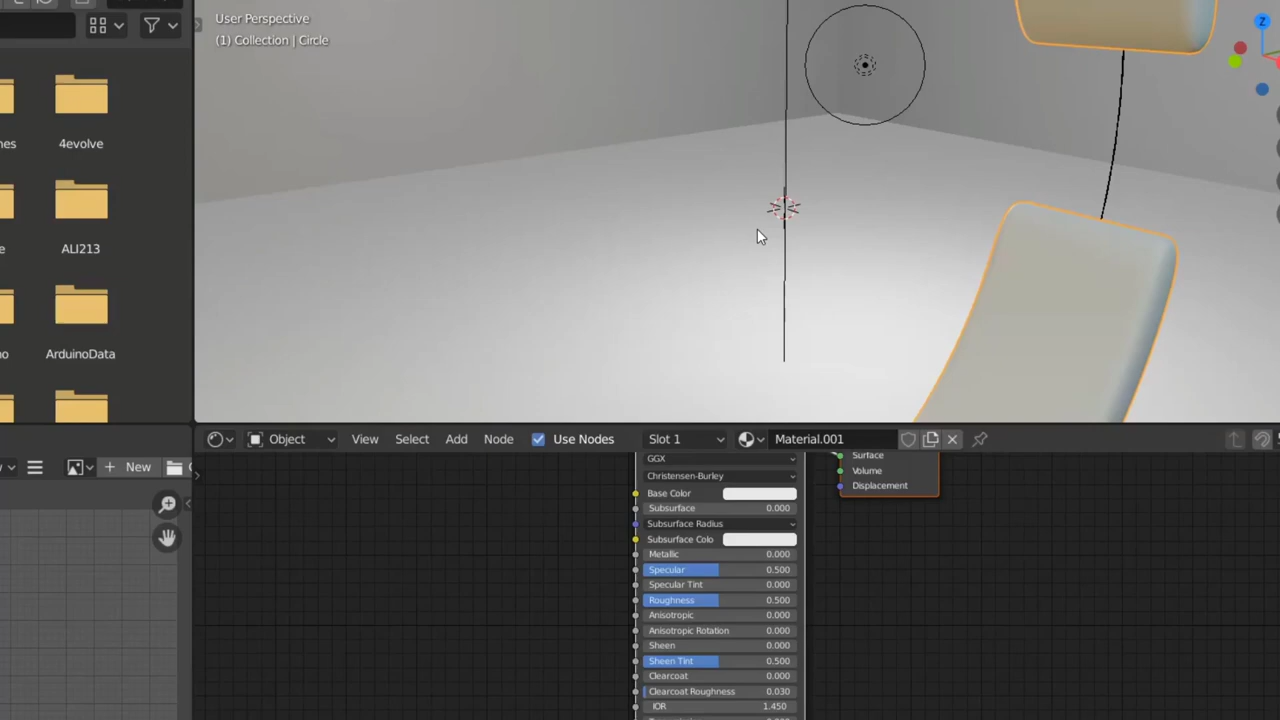 User Perspective
(1) Collection | Circle
Z
4evolve
ALI213
ArduinoData
Object
View
Select
Add
Node
Use Nodes
Slot 1
Material.001
New
GGX
Christensen-Burley
Base Color
Subsurface 0.000
Subsurface Radius
Subsurface Colo
Metallic 0.000
Specular 0.500
Specular Tint 0.000
Roughness 0.500
Anisotropic 0.000
Anisotropic Rotation 0.000
Sheen 0.000
Sheen Tint 0.500
Clearcoat 0.000
Clearcoat Roughness 0.030
IOR 1.450
Surface
Volume
Displacement